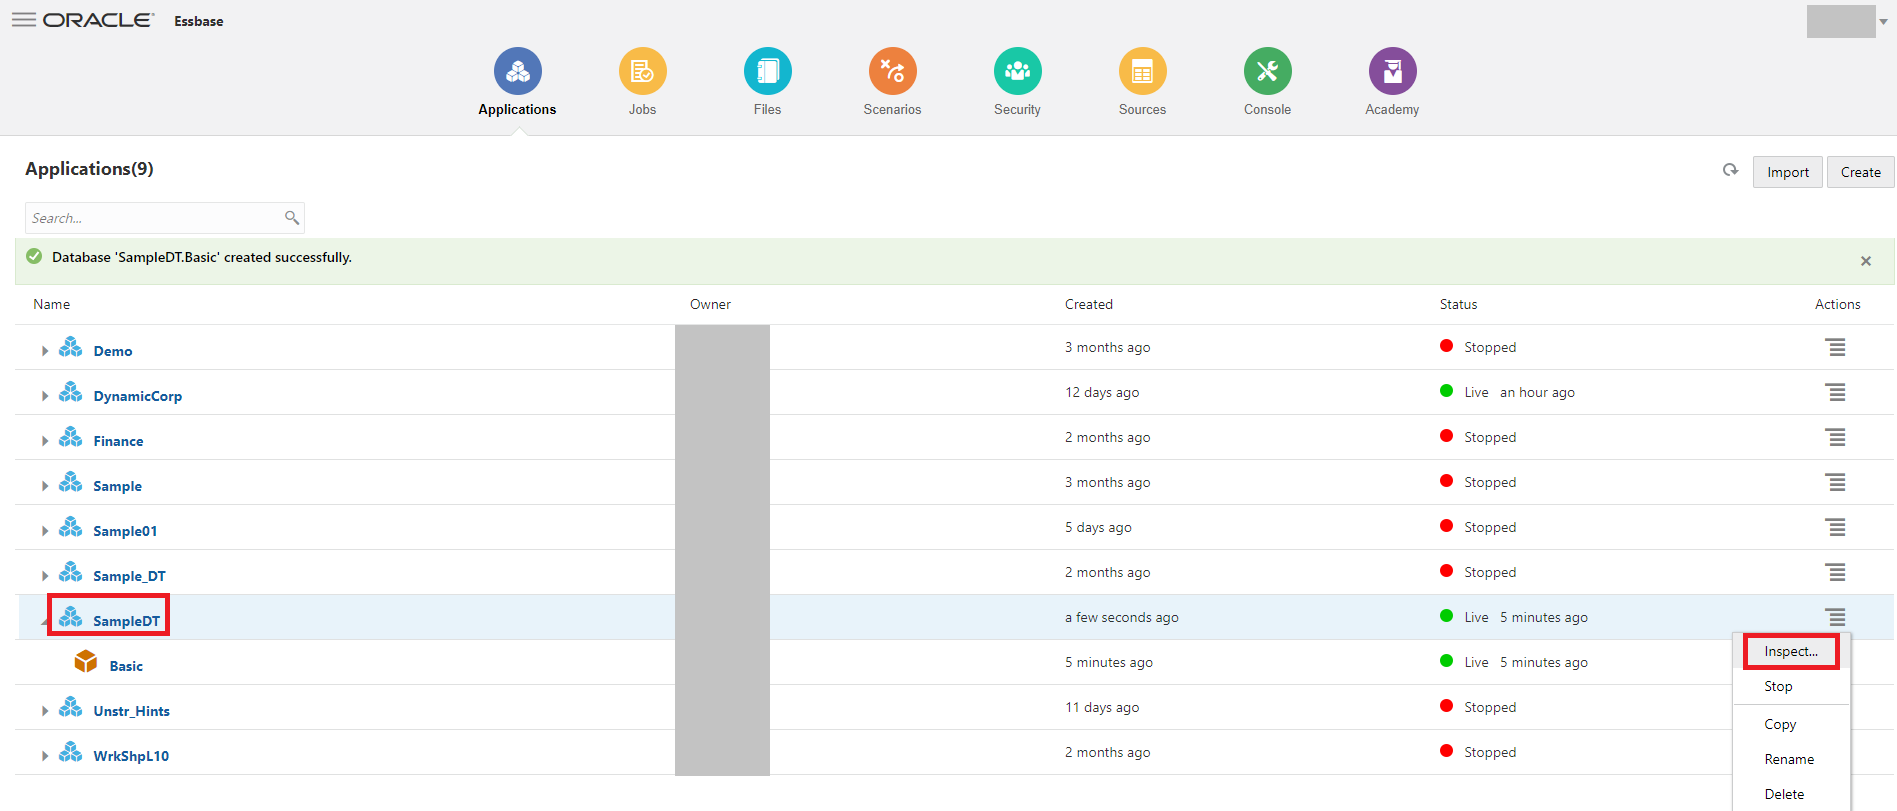 ORACLE Essbase
Applications Jobs Files Scenarios Security Sources Console Academy
Applications(9)
Import Create
Search...
Database 'SampleDT.Basic' created successfully.
Name Owner Created Status Actions
Demo 3 months ago Stopped
DynamicCorp 12 days ago Live an hour ago
Finance 2 months ago Stopped
Sample 3 months ago Stopped
Sample01 5 days ago Stopped
Sample_DT 2 months ago Stopped
SampleDT a few seconds ago Live 5 minutes ago
Inspect...
Basic 5 minutes ago Live 5 minutes ago
Stop
Unstr_Hints 11 days ago Stopped
Copy
WrkShpL10 2 months ago Stopped
Rename
Delete